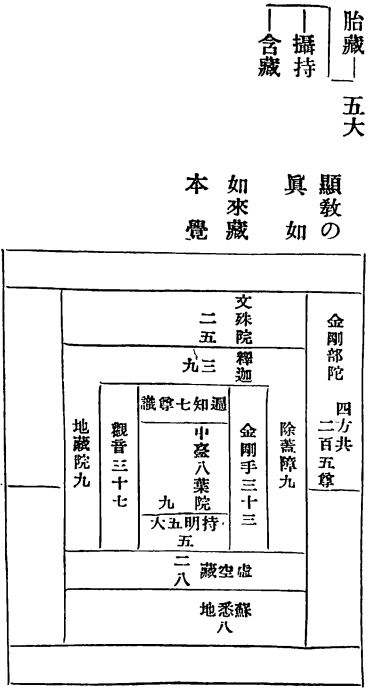 胎藏
五大
攝持
含藏
顯教の
眞如
如來藏
本覺
金剛部陀
四方共
二百五尊
文殊院
二五
釋迦
三九
除蓋障九
金剛手三十三
遍知七尊
中臺八葉院
九
持明五大
五
觀音三十七
地藏院九
虛空藏
二八
蘇悉地
八